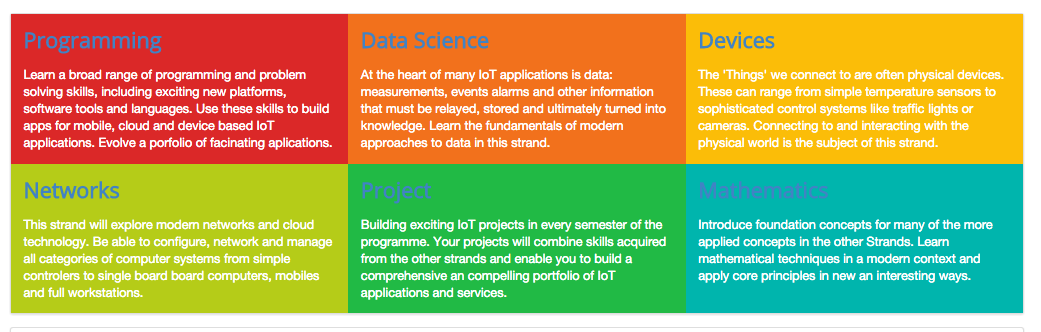 Programming
Learn a broad range of programming and problem
solving skills, including exciting new platforms,
software tools and languages. Use these skills to build
apps for mobile, cloud and device based IoT
applications. Evolve a porfolio of facinating aplications.
Data Science
At the heart of many IoT applications is data:
measurements, events alarms and other information
that must be relayed, stored and ultimately turned into
knowledge. Learn the fundamentals of modern
approaches to data in this strand.
Devices
The 'Things' we connect to are often physical devices.
These can range from simple temperature sensors to
sophisticated control systems like traffic lights or
cameras. Connecting to and interacting with the
physical world is the subject of this strand.
Networks
This strand will explore modern networks and cloud
technology. Be able to configure, network and manage
all categories of computer systems from simple
controlers to single board board computers, mobiles
and full workstations.
Project
Building exciting IoT projects in every semester of the
programme. Your projects will combine skills acquired
from the other strands and enable you to build a
comprehensive an compelling portfolio of IoT
applications and services.
Mathematics
Introduce foundation concepts for many of the more
applied concepts in the other Strands. Learn
mathematical techniques in a modern context and
apply core principles in new an interesting ways.